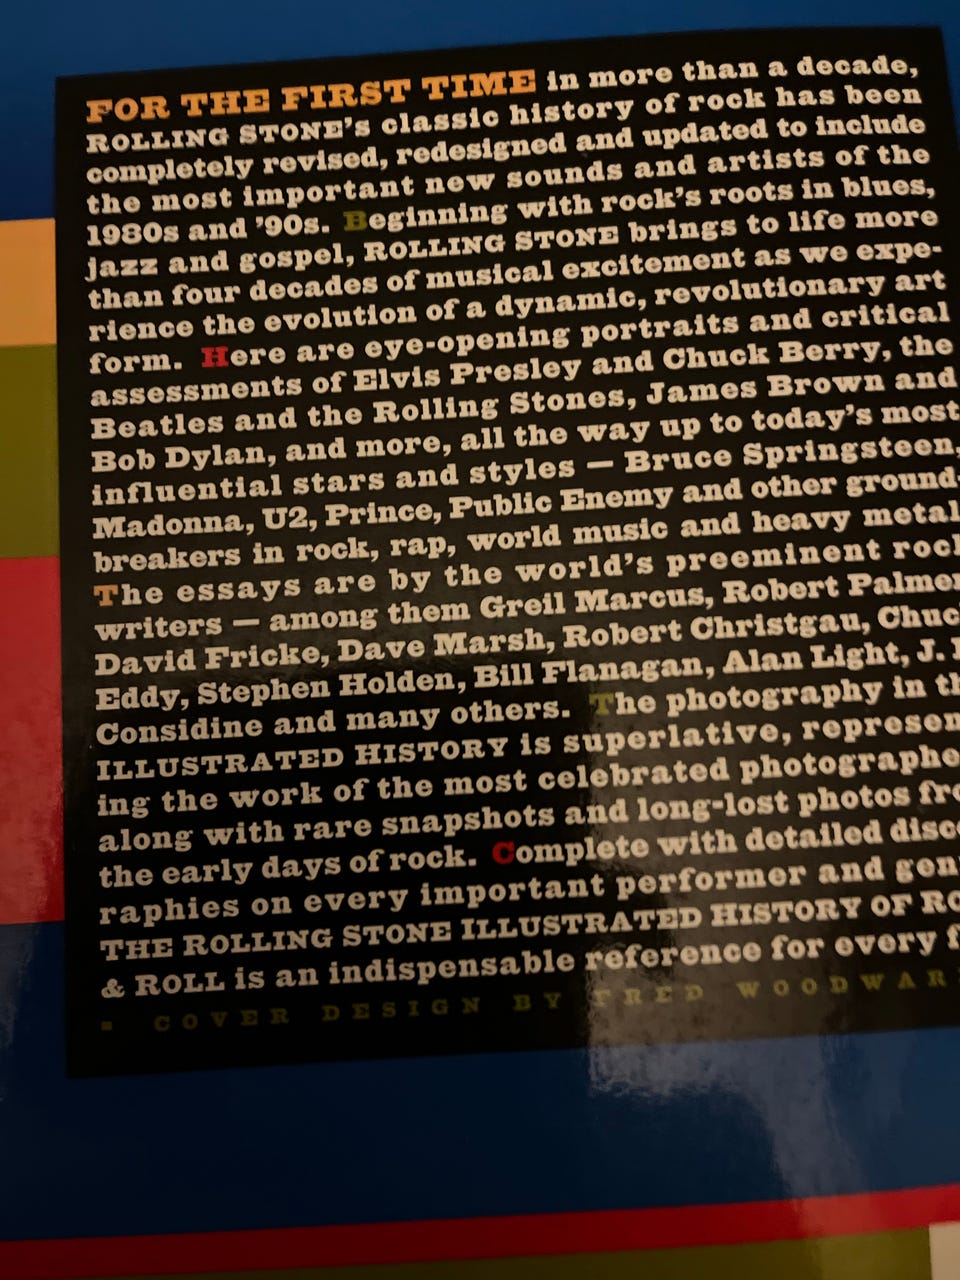 FOR THE FIRST TIME in more than a decade,
ROLLING STONE's classic history of rock has been
completely revised, redesigned and updated to include
the most important new sounds and artists of the
1980s and '90s. Beginning with rock's roots in blues,
jazz and gospel, ROLLING STONE brings to life more
than four decades of musical excitement as we expe-
rience the evolution of a dynamic, revolutionary art
form. Here are eye-opening portraits and critical
assessments of Elvis Presley and Chuck Berry, the
Beatles and the Rolling Stones, James Brown and
Bob Dylan, and more, all the way up to today's most
influential stars and styles — Bruce Springsteen,
Madonna, U2, Prince, Public Enemy and other ground-
breakers in rock, rap, world music and heavy metal
The essays are by the world's preeminent rock
writers — among them Greil Marcus, Robert Palmer
David Fricke, Dave Marsh, Robert Christgau, Chuc
Eddy, Stephen Holden, Bill Flanagan, Alan Light, J.
Considine and many others. The photography in th
ILLUSTRATED HISTORY is superlative, represen
ing the work of the most celebrated photographe
along with rare snapshots and long-lost photos fro
the early days of rock. Complete with detailed disco
raphies on every important performer and gen
THE ROLLING STONE ILLUSTRATED HISTORY OF RO
& ROLL is an indispensable reference for every f
▪ COVER DESIGN BY FRED WOODWAR